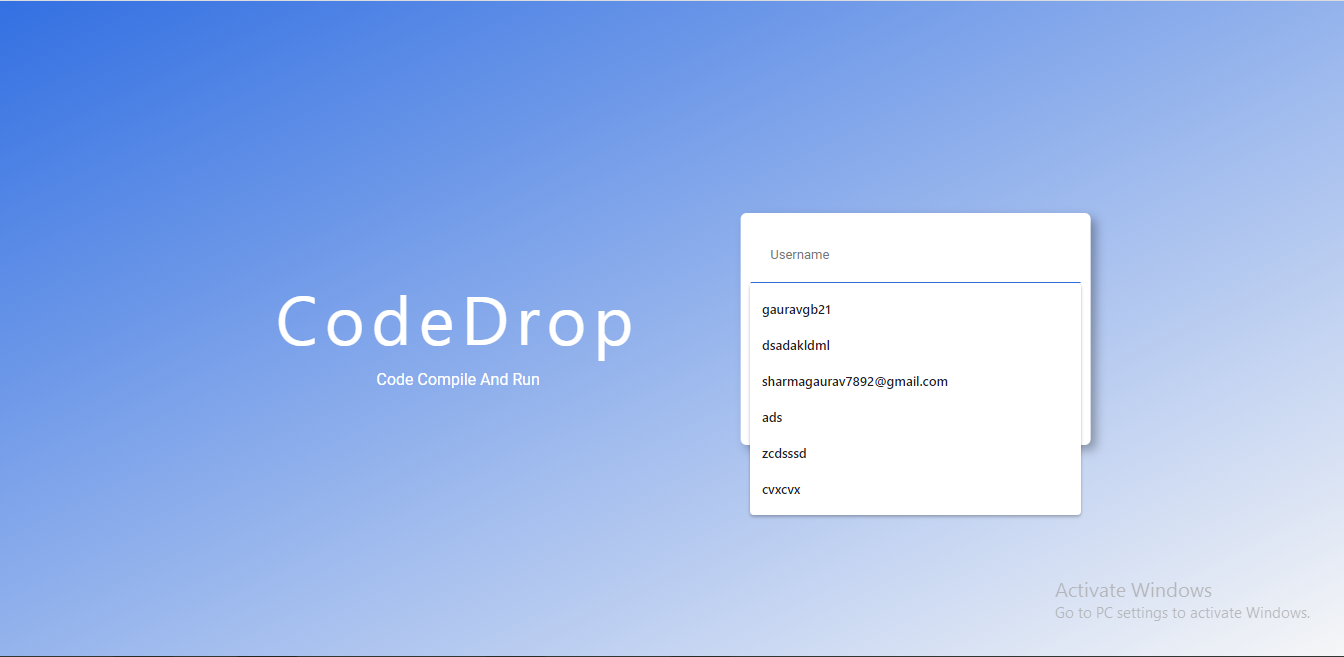 CodeDrop
Code Compile And Run
Username
gauravgb21
dsadakldml
sharmagaurav7892@gmail.com
ads
zcdsssd
cvxcvx
Activate Windows
Go to PC settings to activate Windows.